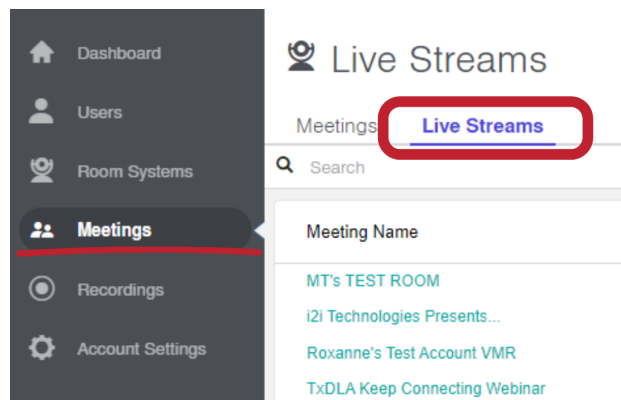 Dashboard
Users
Room Systems
Meetings
Recordings
Account Settings
Live Streams
Meetings
Live Streams
Search
Meeting Name
MT's TEST ROOM
i2i Technologies Presents...
Roxanne's Test Account VMR
TxDLA Keep Connecting Webinar